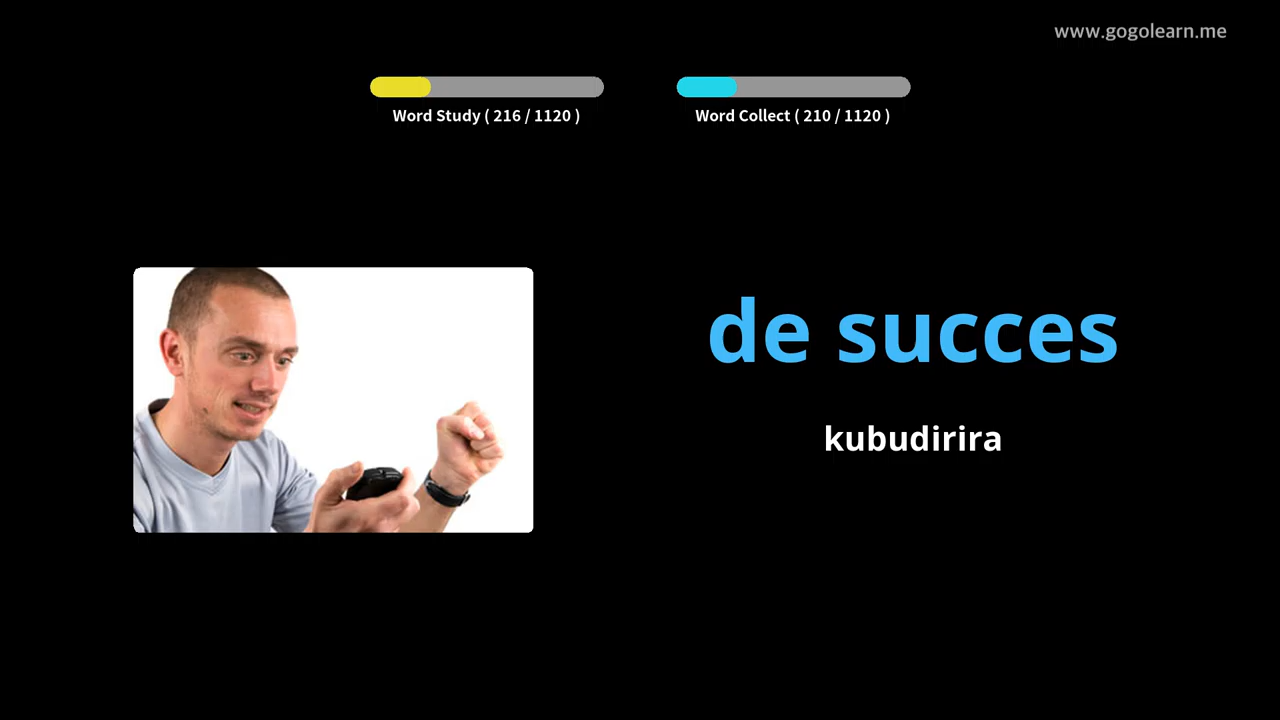 www.gogolearn.me
Word Study ( 216 / 1120 )
Word Collect ( 210 / 1120 )
de succes
kubudirira